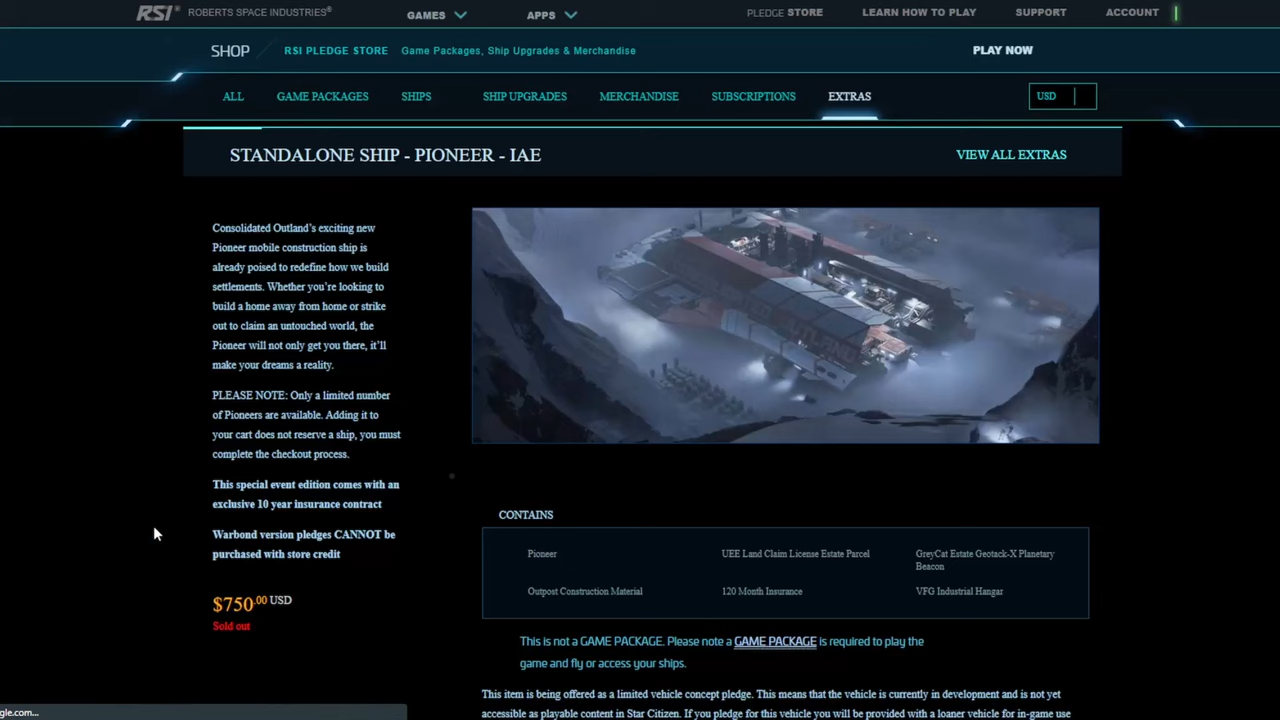 RSI® ROBERTS SPACE INDUSTRIES®
GAMES APPS PLEDGE STORE LEARN HOW TO PLAY SUPPORT ACCOUNT
SHOP RSI PLEDGE STORE Game Packages, Ship Upgrades & Merchandise PLAY NOW
ALL GAME PACKAGES SHIPS SHIP UPGRADES MERCHANDISE SUBSCRIPTIONS EXTRAS USD
STANDALONE SHIP - PIONEER - IAE VIEW ALL EXTRAS
Consolidated Outland's exciting new
Pioneer mobile construction ship is
already poised to redefine how we build
settlements. Whether you're looking to
build a home away from home or strike
out to claim an untouched world, the
Pioneer will not only get you there, it'll
make your dreams a reality.
PLEASE NOTE: Only a limited number
of Pioneers are available. Adding it to
your cart does not reserve a ship, you must
complete the checkout process.
This special event edition comes with an
exclusive 10 year insurance contract
Warbond version pledges CANNOT be
purchased with store credit
$750.00 USD
Sold out
CONTAINS
Pioneer UEE Land Claim License Estate Parcel GreyCat Estate Geotack-X Planetary
Beacon
Outpost Construction Material 120 Month Insurance VFG Industrial Hangar
This is not a GAME PACKAGE. Please note a GAME PACKAGE is required to play the
game and fly or access your ships.
This item is being offered as a limited vehicle concept pledge. This means that the vehicle is currently in development and is not yet
accessible as playable content in Star Citizen. If you pledge for this vehicle you will be provided with a loaner vehicle for in-game use
gle.com...